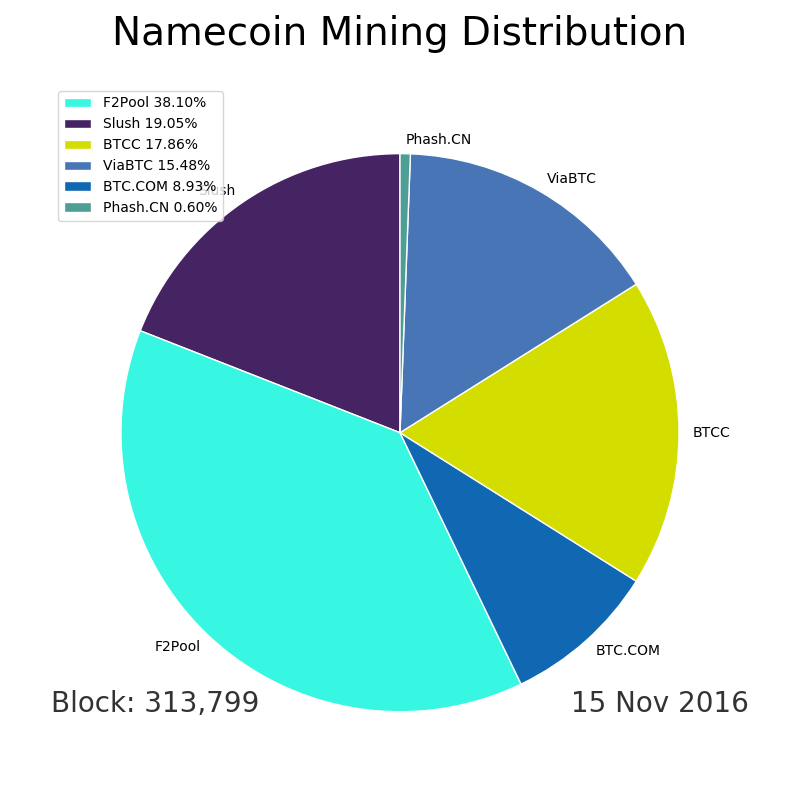 Namecoin Mining Distribution
F2Pool 38.10%
Slush 19.05%
BTCC 17.86%
ViaBTC 15.48%
BTC.COM 8.93%
Phash.CN 0.60%
Phash.CN
ViaBTC
Slush
BTCC
F2Pool
BTC.COM
Block: 313,799
15 Nov 2016